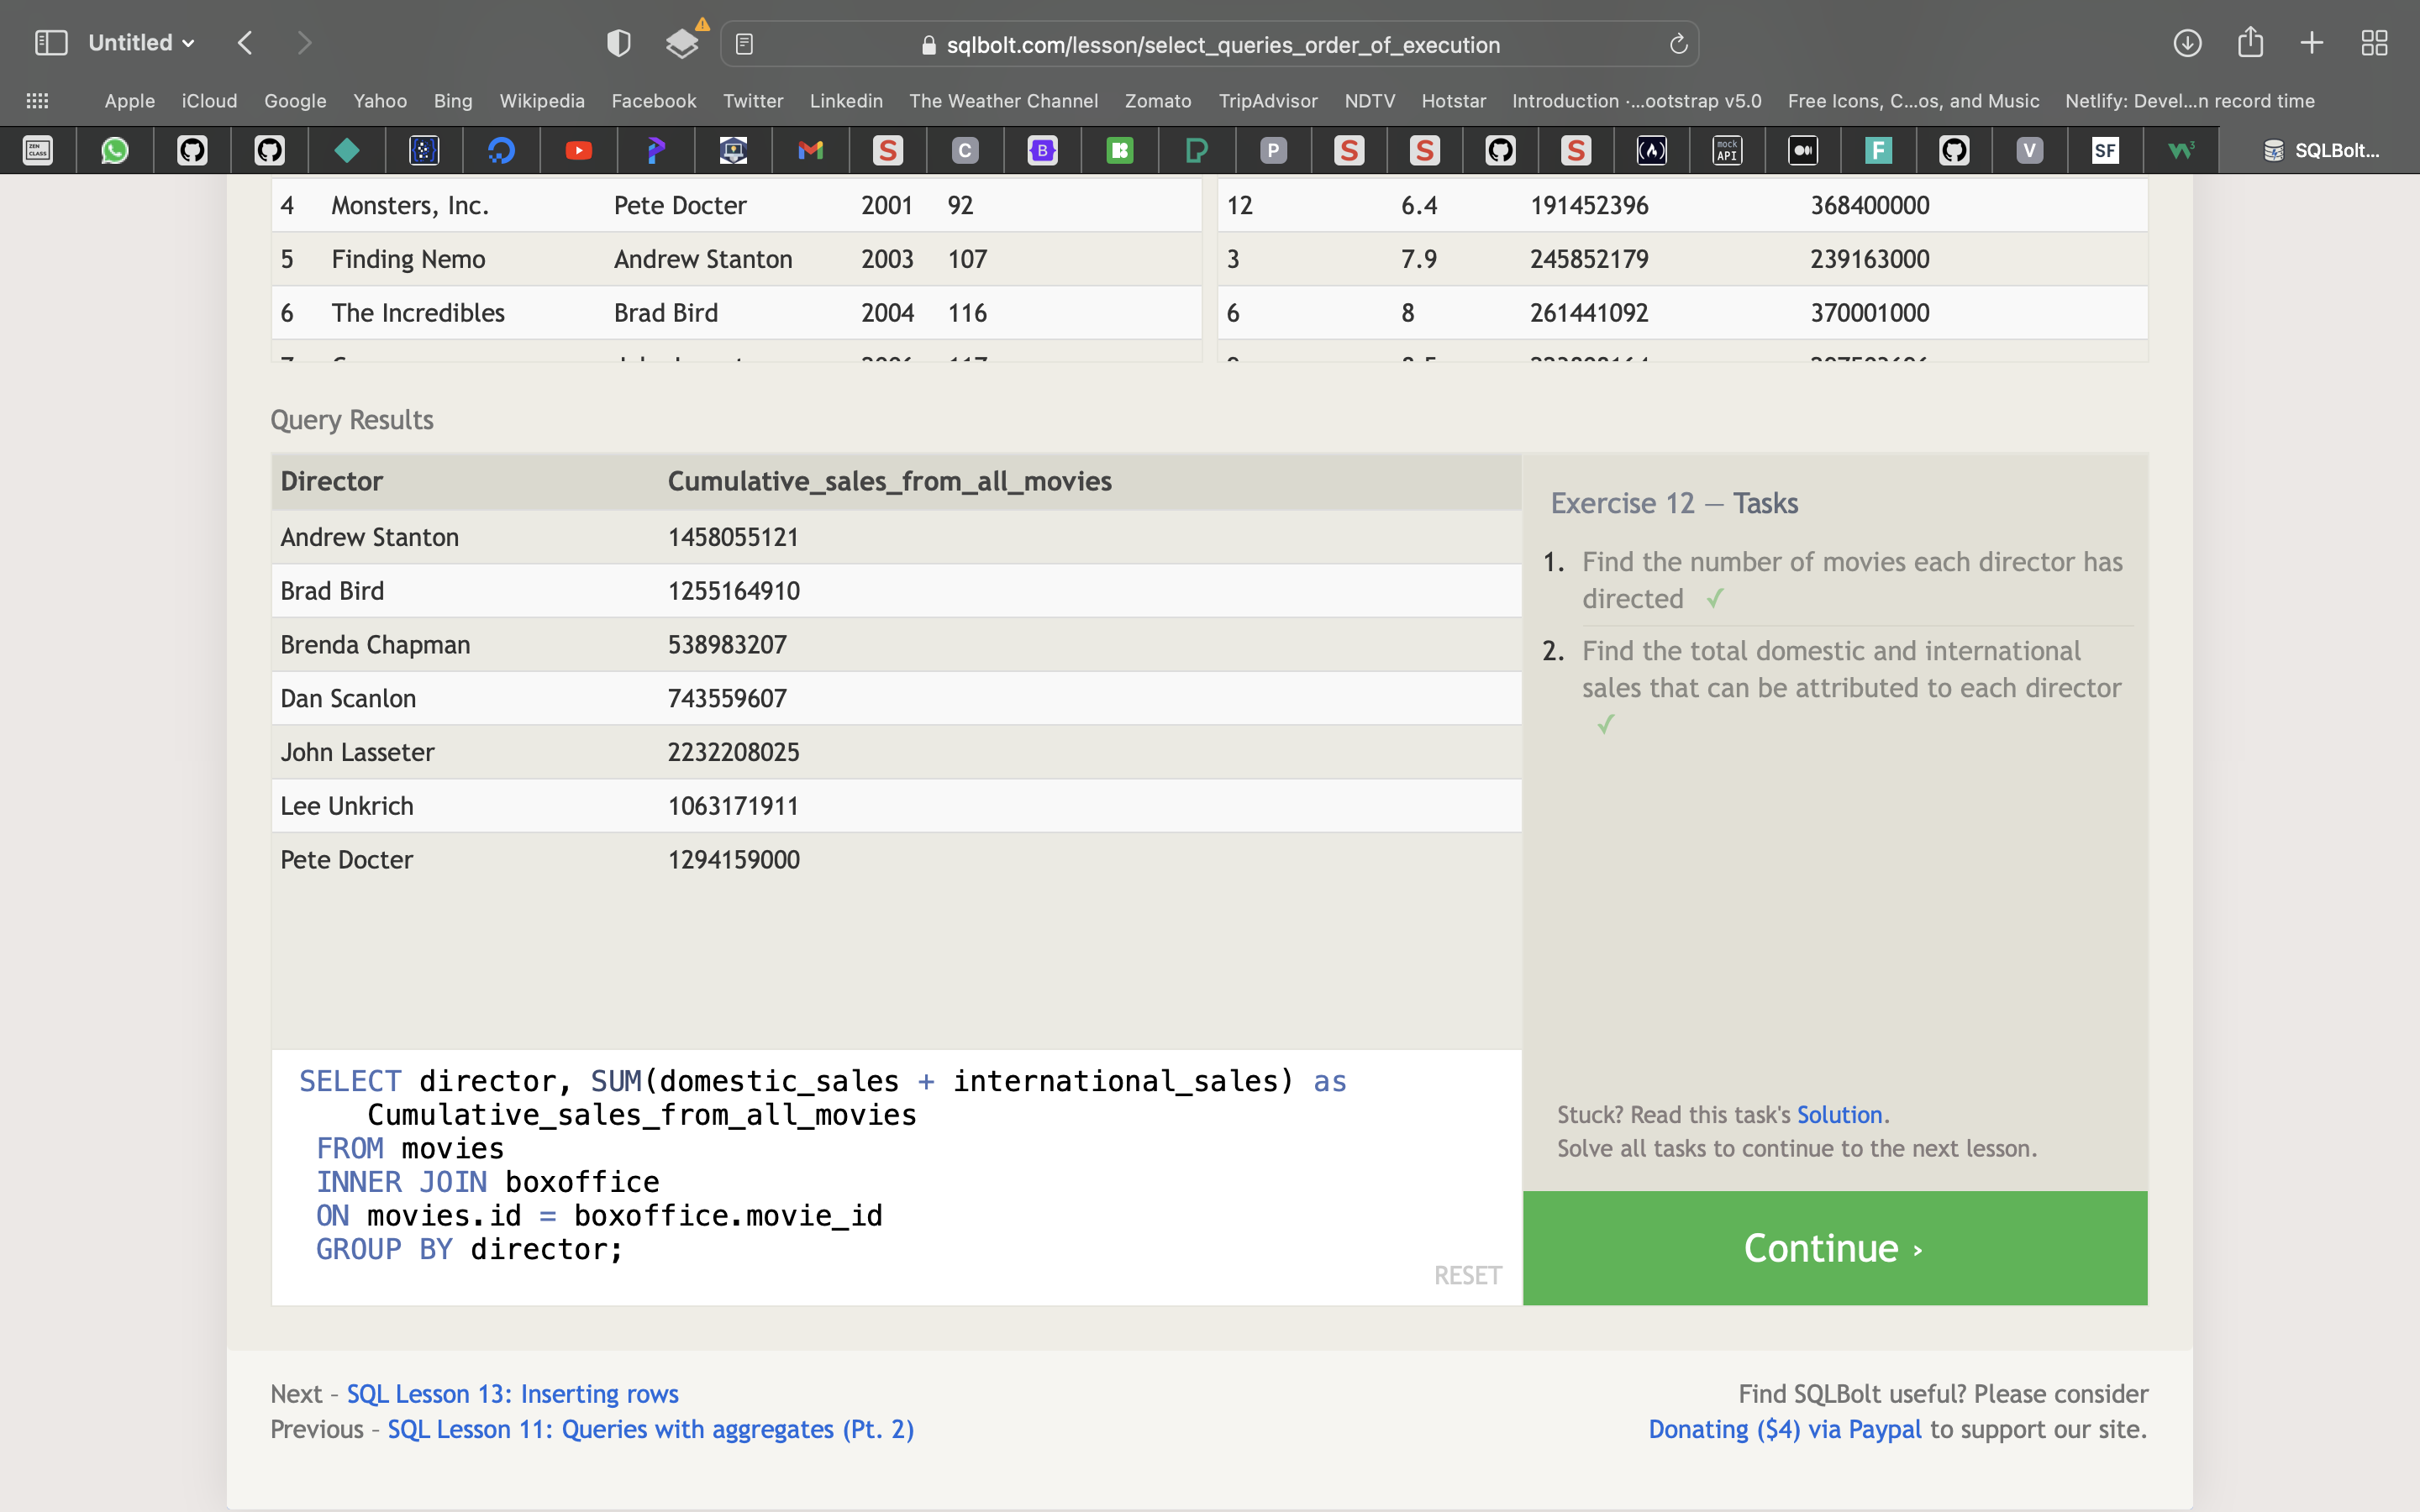 Untitled
sqlbolt.com/lesson/select_queries_order_of_execution
Apple iCloud Google Yahoo Bing Wikipedia Facebook Twitter Linkedin The Weather Channel Zomato TripAdvisor NDTV Hotstar Introduction ·...ootstrap v5.0 Free Icons, C...os, and Music Netlify: Devel...n record time
ZEN CLASS S C B P S S S mock API F V SF SQLBolt...
4 Monsters, Inc. Pete Docter 2001 92
12 6.4 191452396 368400000
5 Finding Nemo Andrew Stanton 2003 107
3 7.9 245852179 239163000
6 The Incredibles Brad Bird 2004 116
6 8 261441092 370001000
Query Results
Director Cumulative_sales_from_all_movies
Andrew Stanton 1458055121
Brad Bird 1255164910
Brenda Chapman 538983207
Dan Scanlon 743559607
John Lasseter 2232208025
Lee Unkrich 1063171911
Pete Docter 1294159000
Exercise 12 — Tasks
1. Find the number of movies each director has
directed ✓
2. Find the total domestic and international
sales that can be attributed to each director
✓
SELECT director, SUM(domestic_sales + international_sales) as
Cumulative_sales_from_all_movies
FROM movies
INNER JOIN boxoffice
ON movies.id = boxoffice.movie_id
GROUP BY director;
RESET
Stuck? Read this task's Solution.
Solve all tasks to continue to the next lesson.
Continue ›
Next – SQL Lesson 13: Inserting rows
Previous – SQL Lesson 11: Queries with aggregates (Pt. 2)
Find SQLBolt useful? Please consider
Donating ($4) via Paypal to support our site.